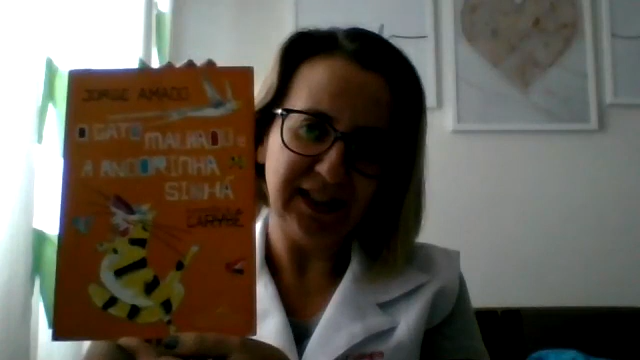 JORGE AMADO
O GATO
MALHADO e
A ANDORINHA
SINHÁ
CARYBÉ